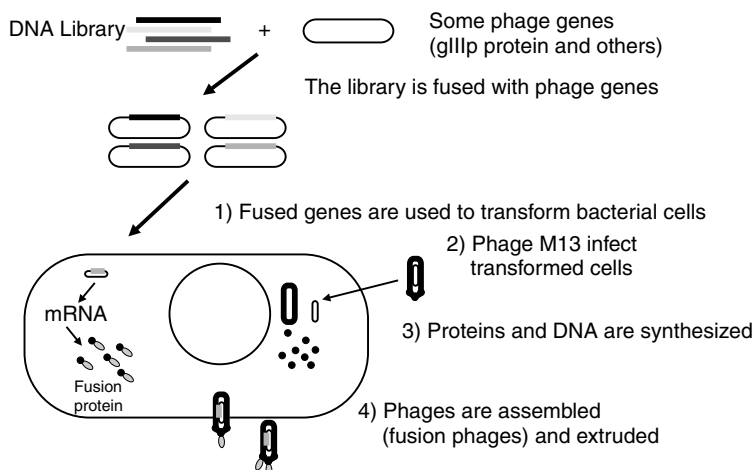 DNA Library
+
Some phage genes
(gIIIp protein and others)
The library is fused with phage genes
1) Fused genes are used to transform bacterial cells
2) Phage M13 infect
transformed cells
mRNA
3) Proteins and DNA are synthesized
Fusion
protein
4) Phages are assembled
(fusion phages) and extruded